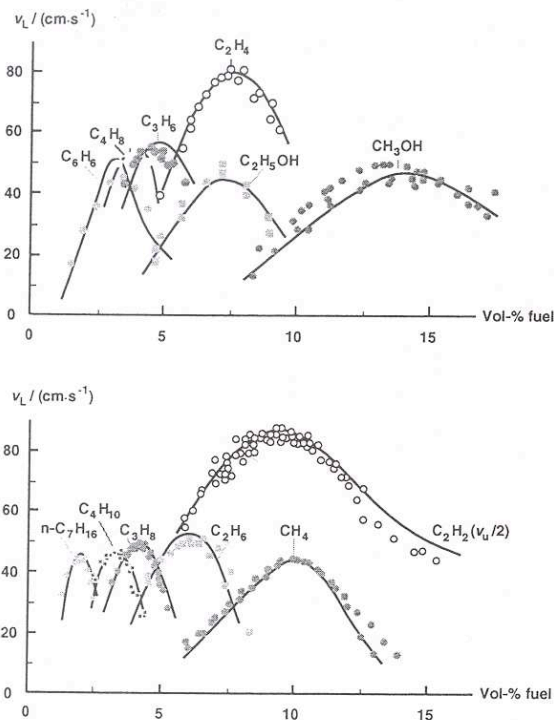 v_L / (cm·s⁻¹)
C₂H₄
80
C₃H₆
C₄H₈
60
C₆H₆
C₂H₅OH
CH₃OH
40
20
0
Vol-% fuel
0 5 10 15
v_L / (cm·s⁻¹)
80
C₄H₁₀
n-C₇H₁₆
C₃H₈
C₂H₆
CH₄
C₂H₂(v_u/2)
60
40
20
0
Vol-% fuel
0 5 10 15